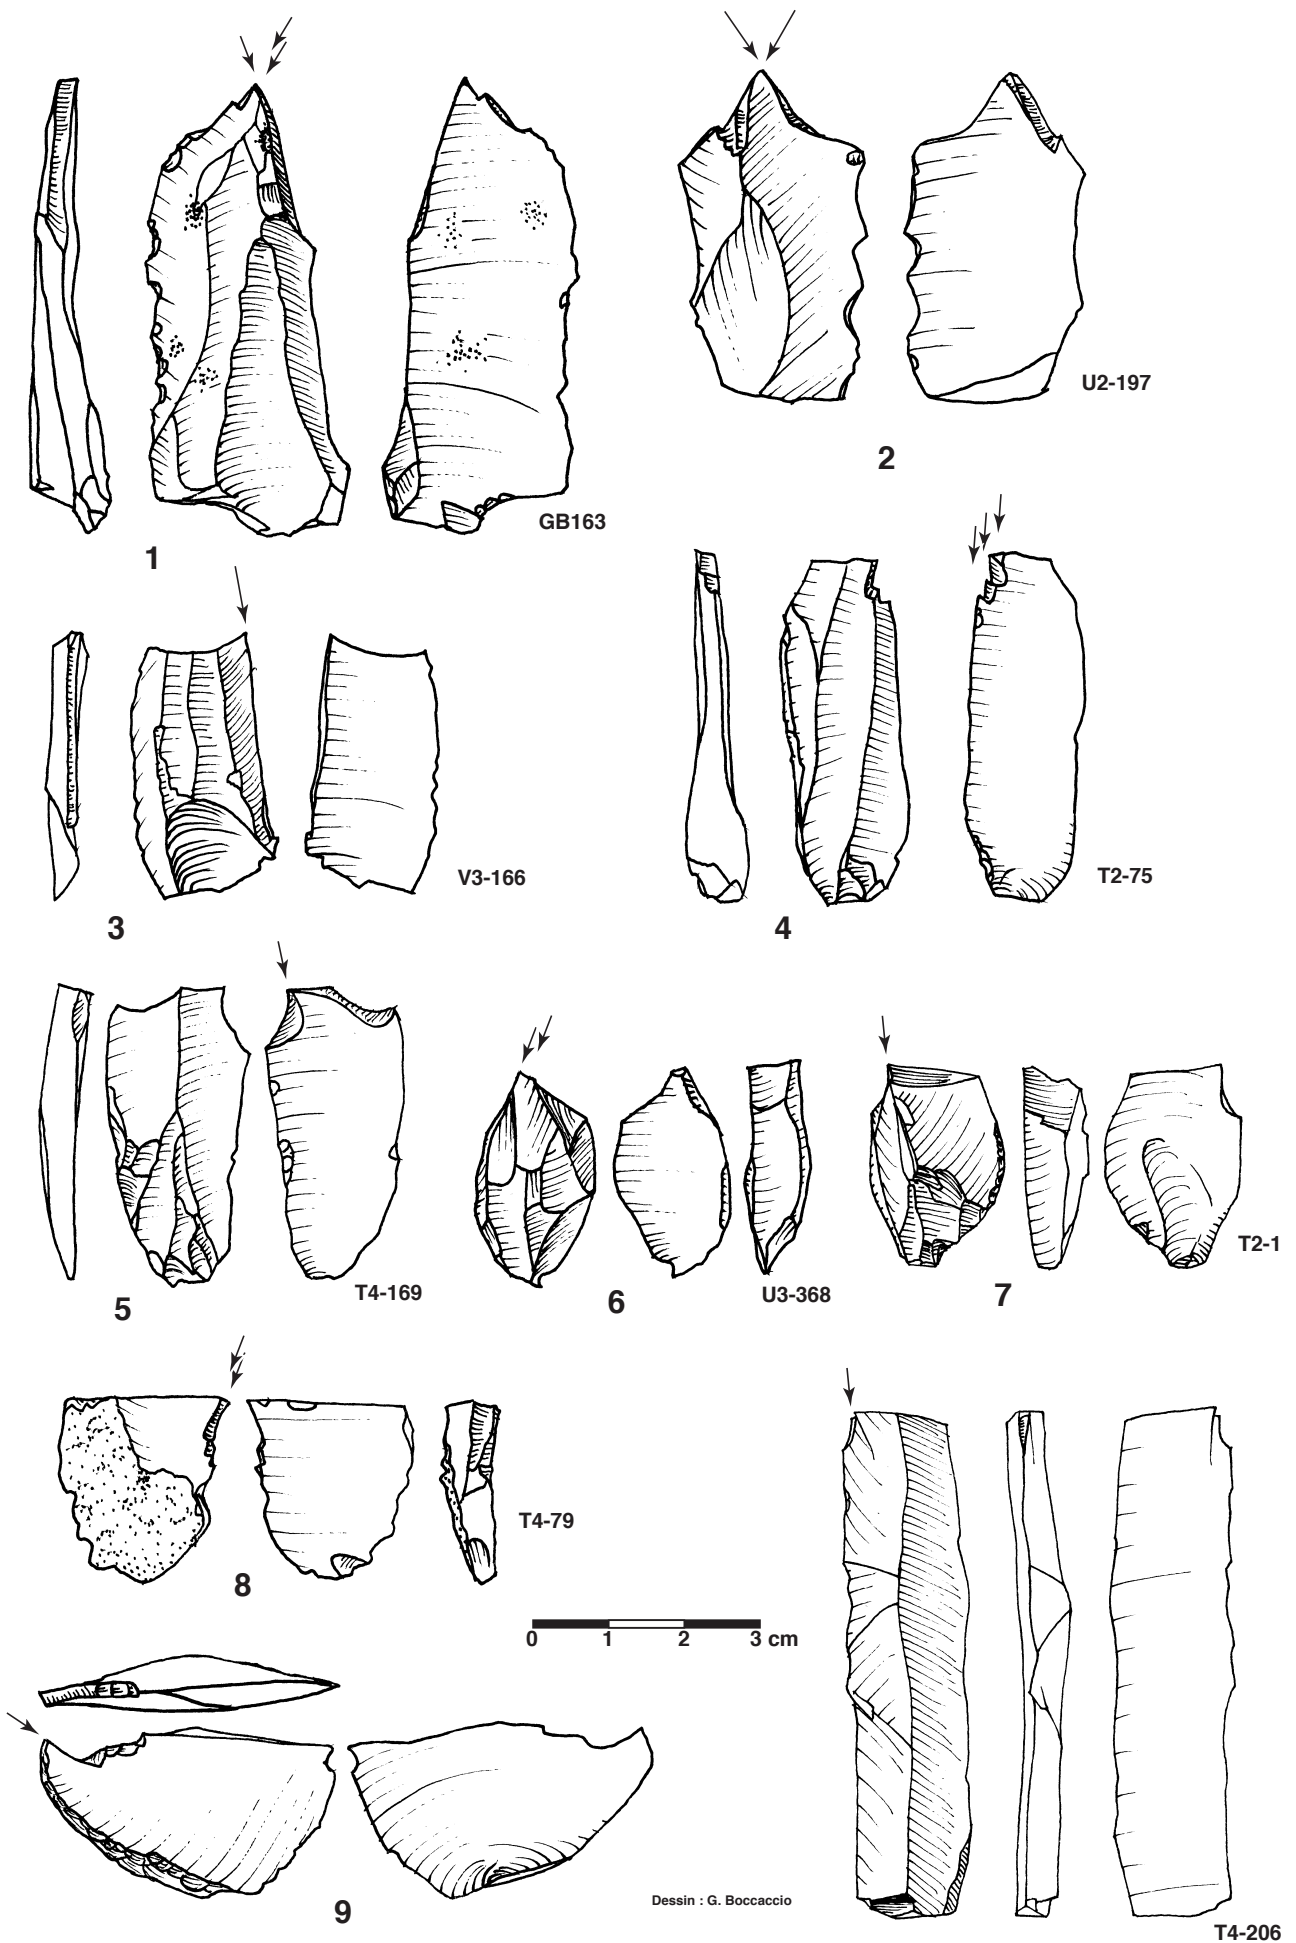 U2-197
2
GB163
1
V3-166
3
T2-75
4
T4-169
5
U3-368
6
T2-1
7
T4-79
8
0 1 2 3 cm
9
Dessin : G. Boccaccio
T4-206